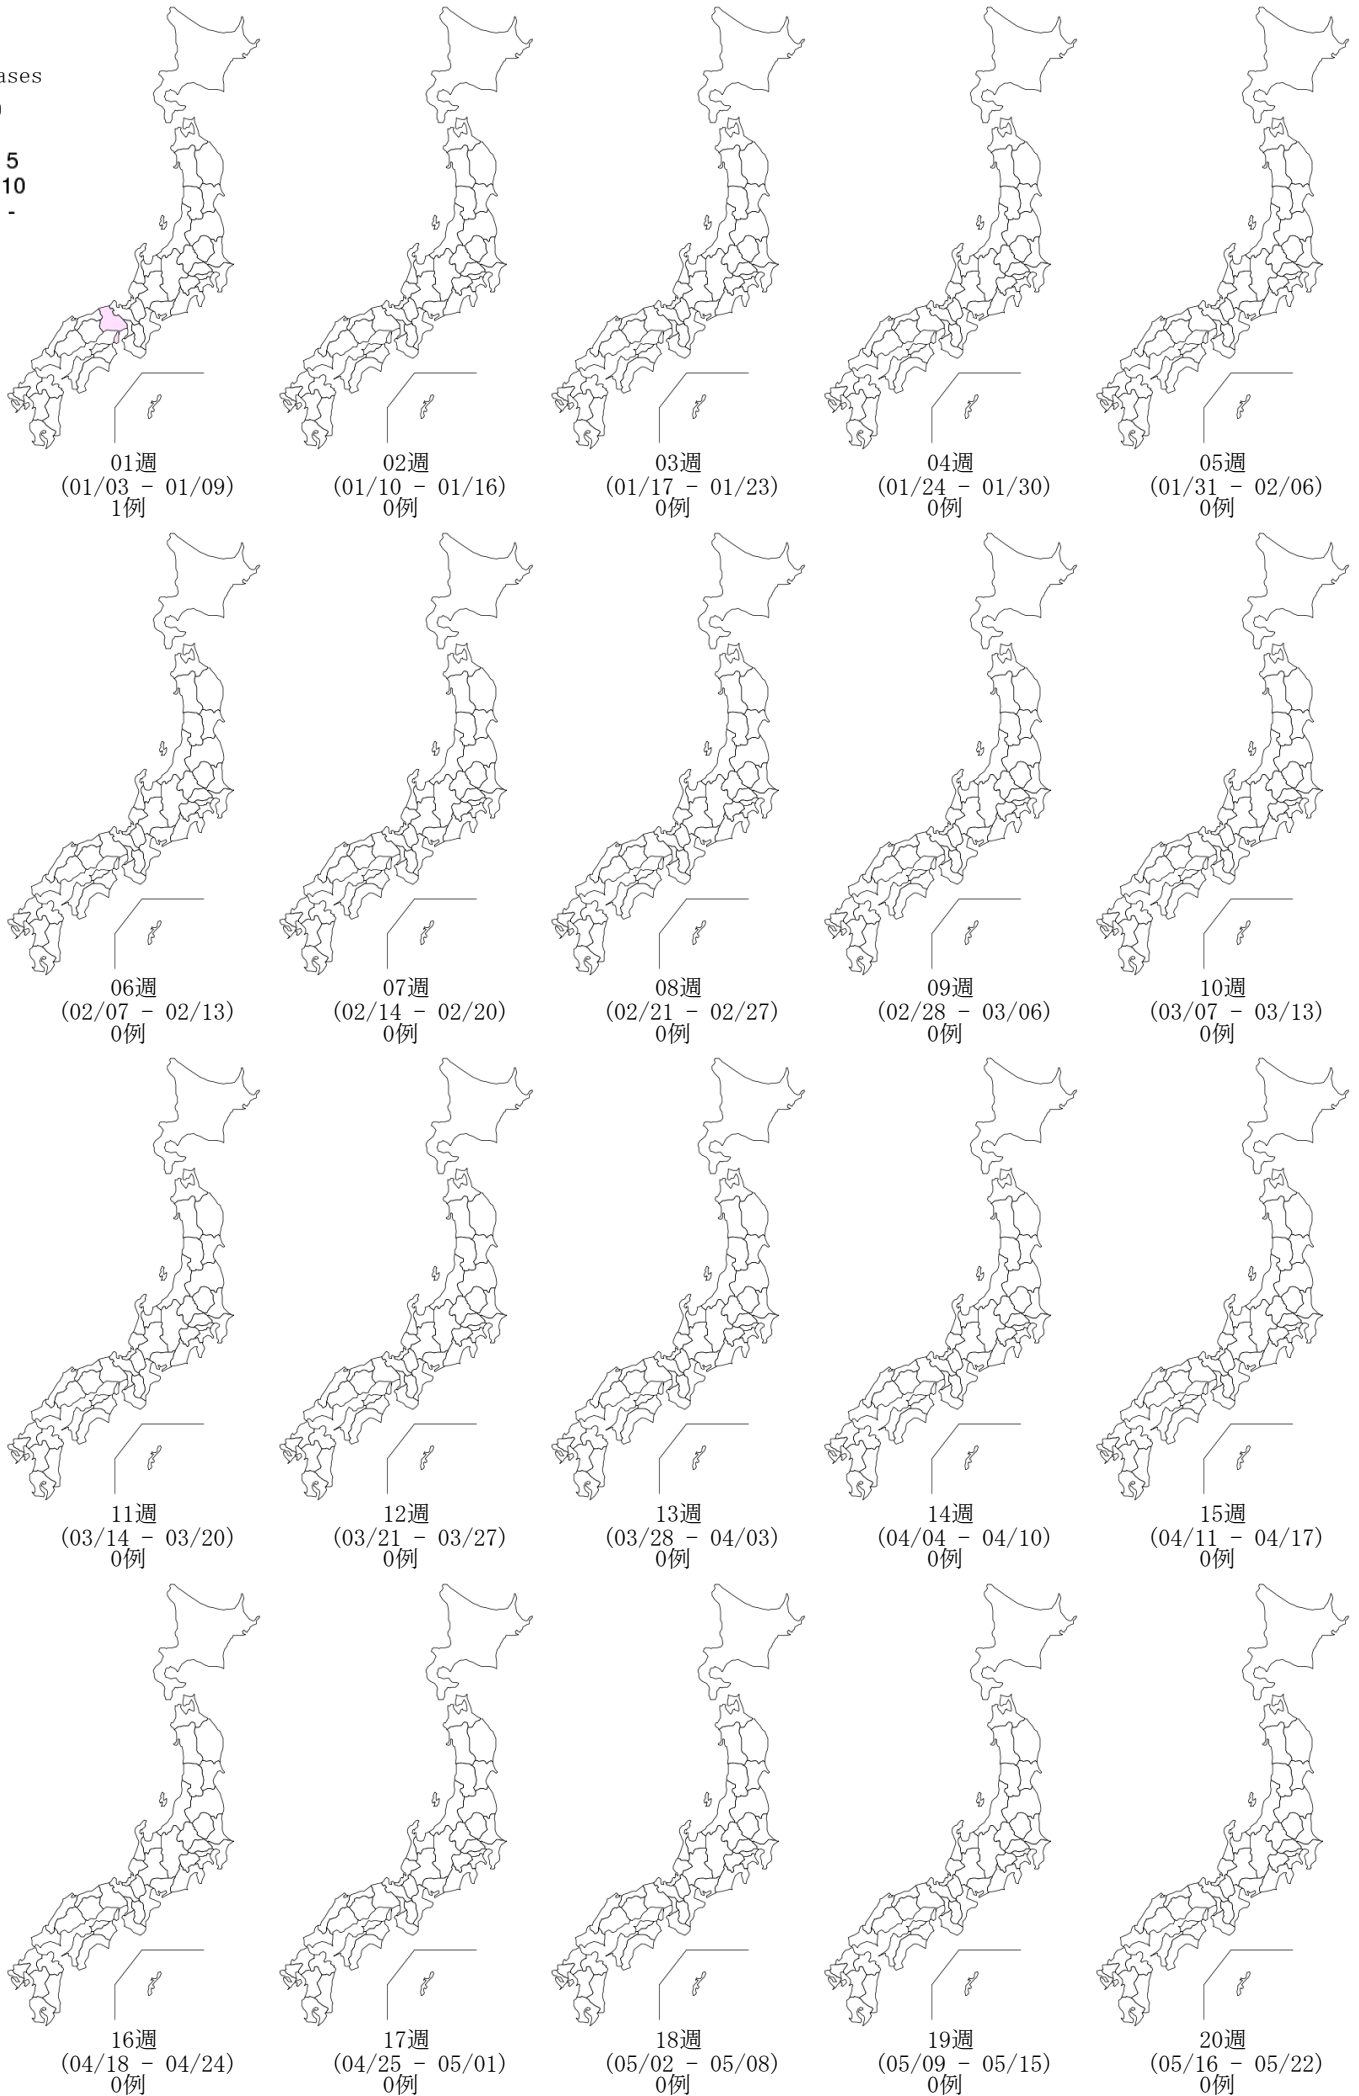 5
10
-
01週
(01/03 - 01/09)
1例
02週
(01/10 - 01/16)
0例
03週
(01/17 - 01/23)
0例
04週
(01/24 - 01/30)
0例
05週
(01/31 - 02/06)
0例
06週
(02/07 - 02/13)
0例
07週
(02/14 - 02/20)
0例
08週
(02/21 - 02/27)
0例
09週
(02/28 - 03/06)
0例
10週
(03/07 - 03/13)
0例
11週
(03/14 - 03/20)
0例
12週
(03/21 - 03/27)
0例
13週
(03/28 - 04/03)
0例
14週
(04/04 - 04/10)
0例
15週
(04/11 - 04/17)
0例
16週
(04/18 - 04/24)
0例
17週
(04/25 - 05/01)
0例
18週
(05/02 - 05/08)
0例
19週
(05/09 - 05/15)
0例
20週
(05/16 - 05/22)
0例